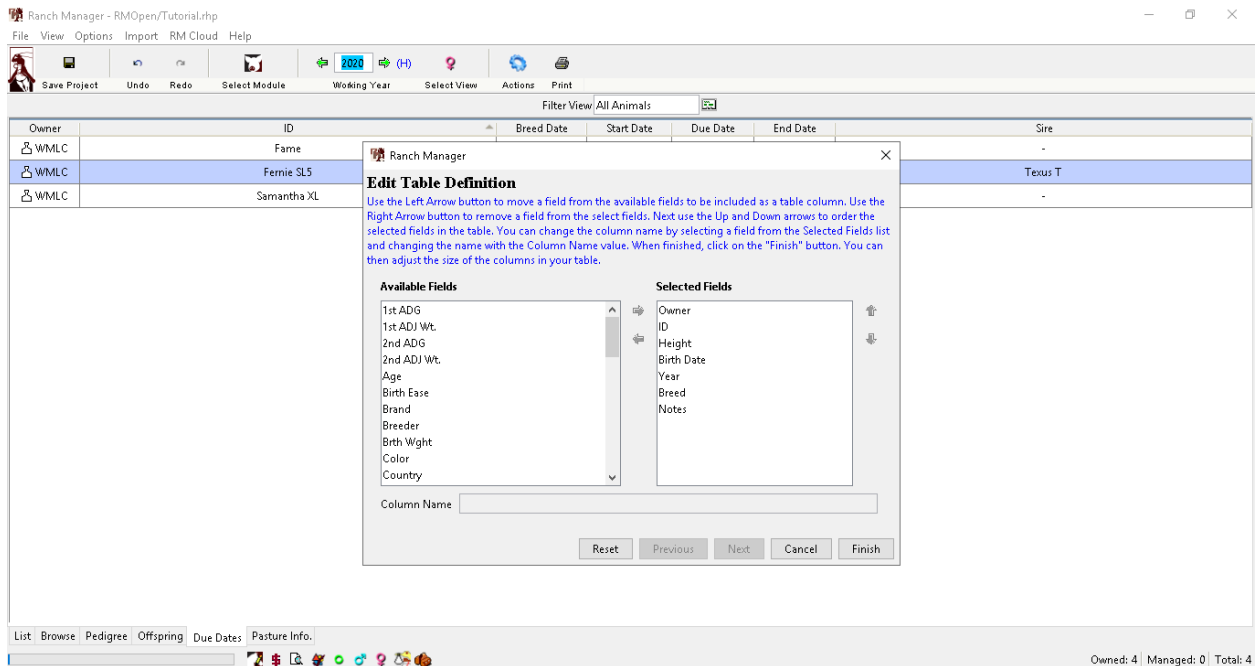 Ranch Manager - RMOpen/Tutorial.rhp
File View Options Import RM Cloud Help
2020 (H)
Save Project Undo Redo Select Module Working Year Select View Actions Print
Filter View All Animals
Owner ID Breed Date Start Date Due Date End Date Sire
WMLC Fame -
WMLC Fernie SL5 Texus T
WMLC Samantha XL -
Ranch Manager
Edit Table Definition
Use the Left Arrow button to move a field from the available fields to be included as a table column. Use the
Right Arrow button to remove a field from the select fields. Next use the Up and Down arrows to order the
selected fields in the table. You can change the column name by selecting a field from the Selected Fields list
and changing the name with the Column Name value. When finished, click on the "Finish" button. You can
then adjust the size of the columns in your table.
Available Fields
1st ADG
1st ADJ Wt.
2nd ADG
2nd ADJ Wt.
Age
Birth Ease
Brand
Breeder
Brth Wght
Color
Country
Selected Fields
Owner
ID
Height
Birth Date
Year
Breed
Notes
Column Name
Reset Previous Next Cancel Finish
List Browse Pedigree Offspring Due Dates Pasture Info.
Owned: 4 Managed: 0 Total: 4